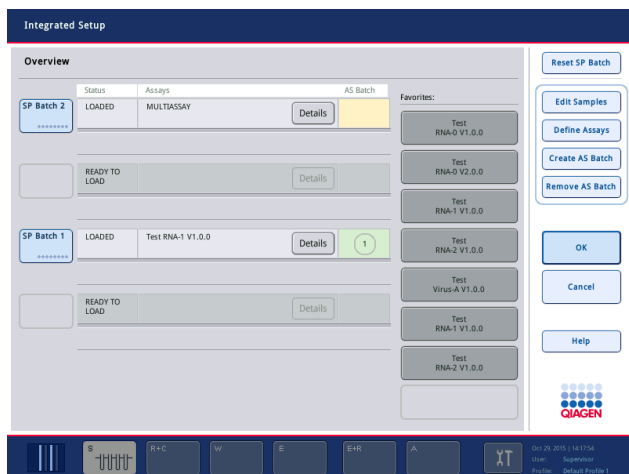 Integrated Setup
Overview
Reset SP Batch
Status Assays AS Batch
Favorites:
SP Batch 2
LOADED
MULTIASSAY
Details
Edit Samples
Define Assays
Create AS Batch
Remove AS Batch
Test
RNA-0 V1.0.0
READY TO
LOAD
Details
Test
RNA-0 V2.0.0
Test
RNA-1 V1.0.0
SP Batch 1
LOADED
Test RNA-1 V1.0.0
Details
1
Test
RNA-2 V1.0.0
OK
Test
Virus-A V1.0.0
Cancel
READY TO
LOAD
Details
Test
RNA-1 V1.0.0
Help
Test
RNA-2 V1.0.0
QIAGEN
S R+C W E E+R A
Oct 29, 2015 | 14:17:54
User: Supervisor
Profile: Default Profile 1